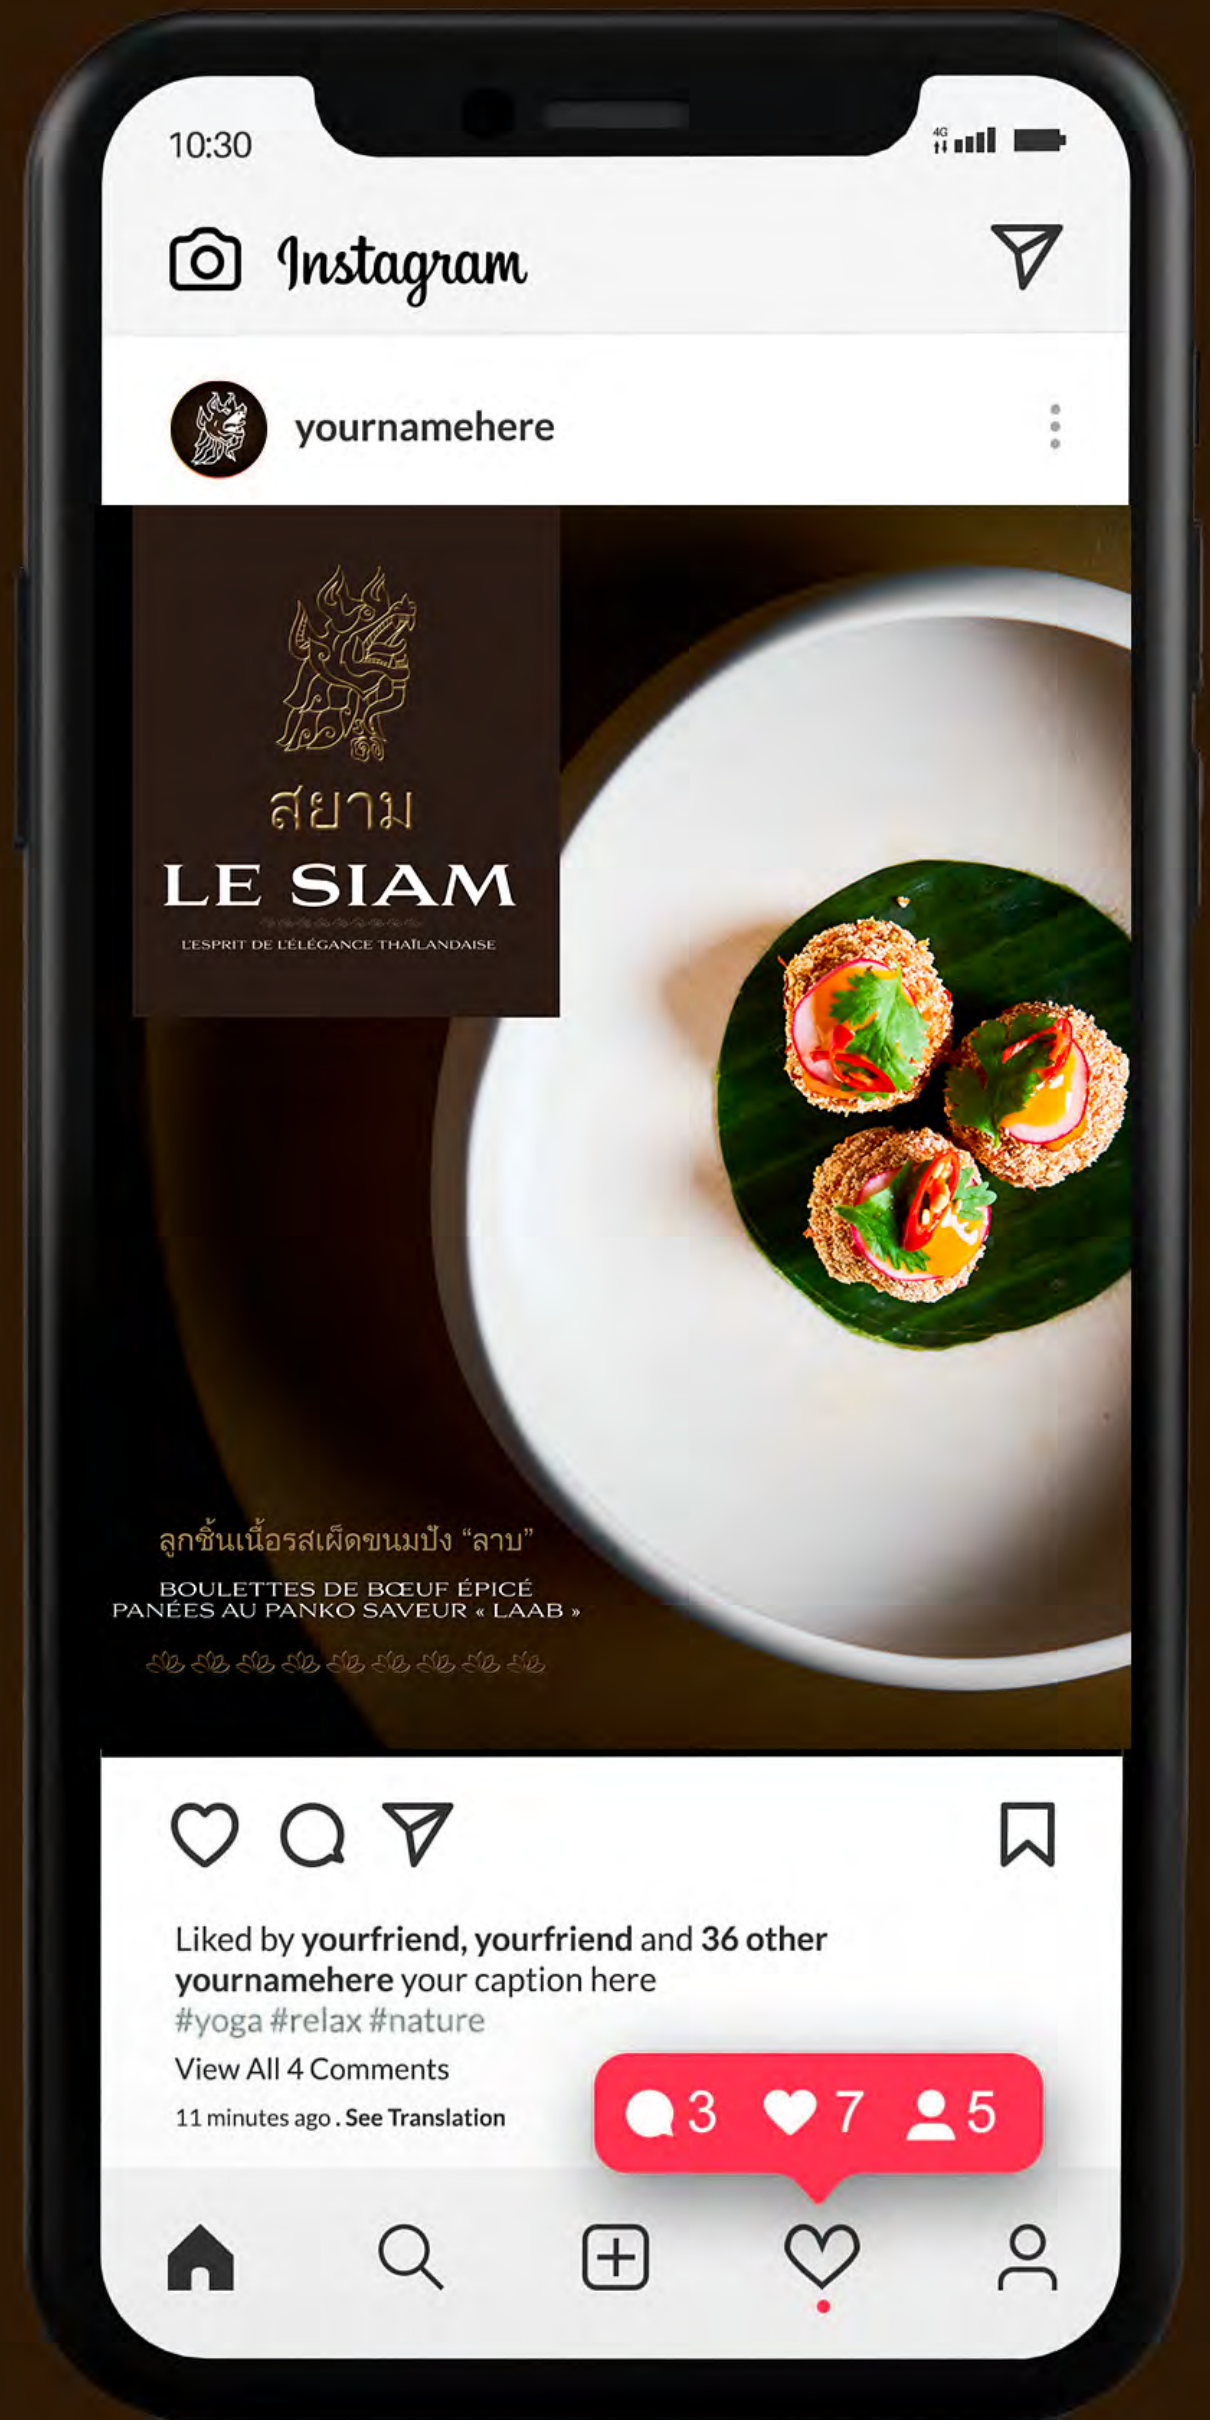 10:30
4G
Instagram
yournamehere
สยาม
LE SIAM
L'ESPRIT DE L'ÉLÉGANCE THAÏLANDAISE
ลูกชิ้นเนื้อรสเผ็ดขนมปัง “ลาบ”
BOULETTES DE BŒUF ÉPICÉ
PANÉES AU PANKO SAVEUR « LAAB »
Liked by yourfriend, yourfriend and 36 other
yournamehere your caption here
#yoga #relax #nature
View All 4 Comments
11 minutes ago . See Translation
3 7 5